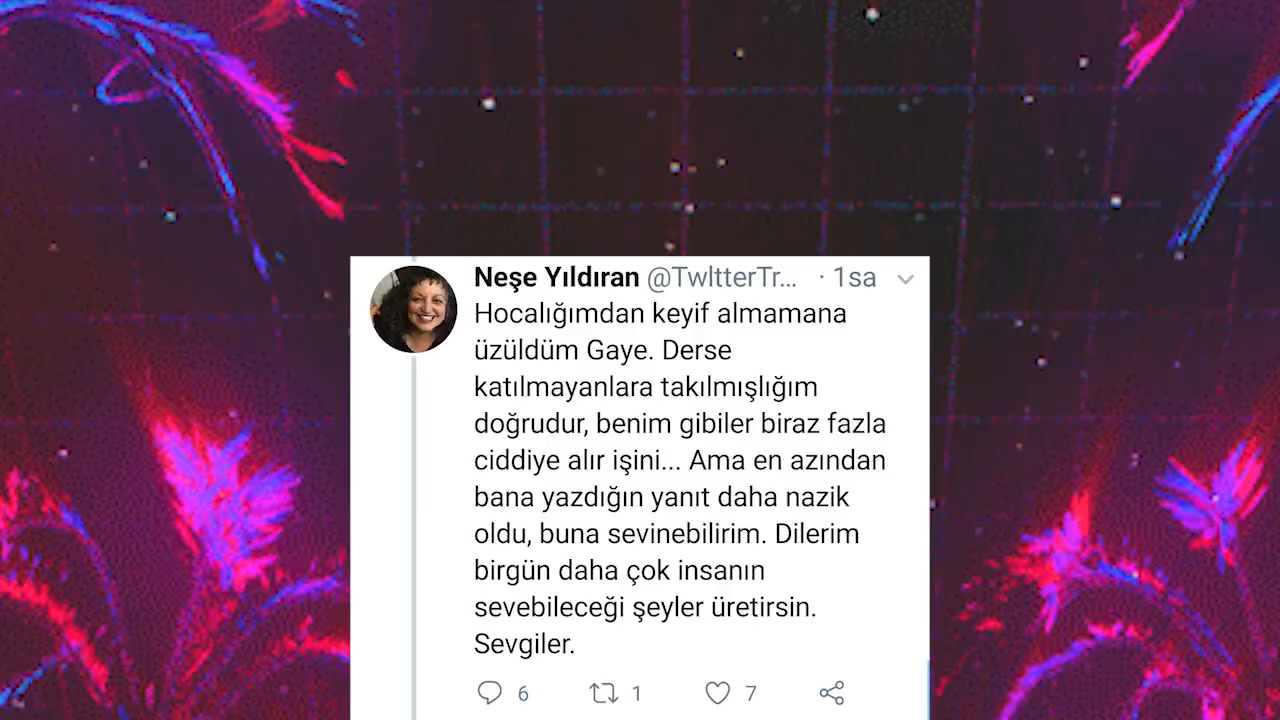 Neşe Yıldıran @TwltterTr... · 1sa
Hocalığımdan keyif almamana
üzüldüm Gaye. Derse
katılmayanlara takılmışlığım
doğrudur, benim gibiler biraz fazla
ciddiye alır işini... Ama en azından
bana yazdığın yanıt daha nazik
oldu, buna sevinebilirim. Dilerim
birgün daha çok insanın
sevebileceği şeyler üretirsin.
Sevgiler.
6 1 7